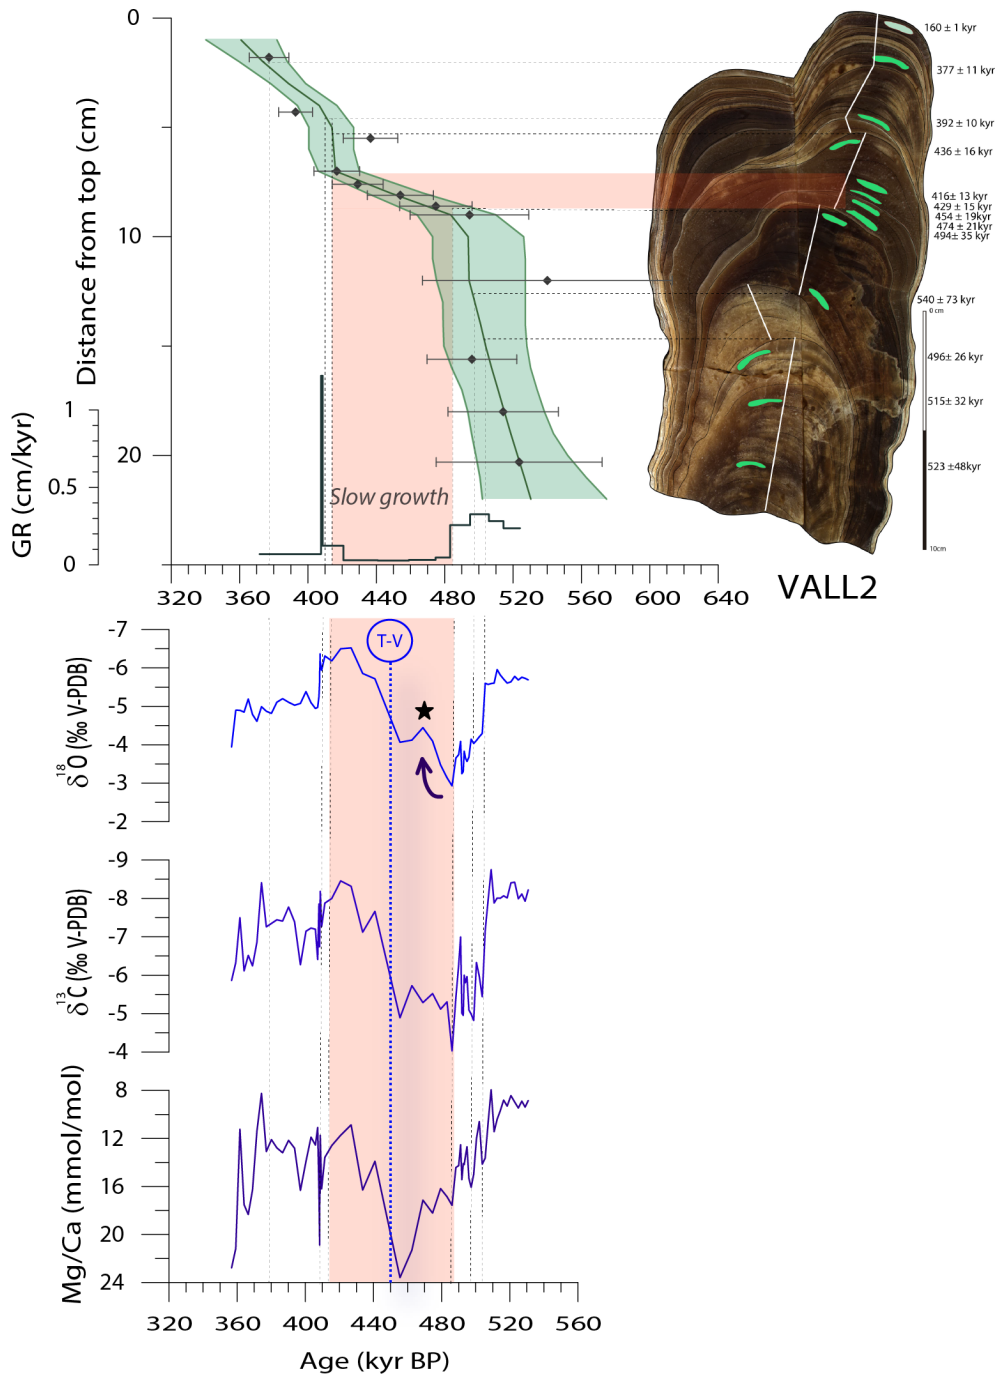 0
10
20
Distance from top (cm)
1
0.5
0
GR (cm/kyr)
Slow growth
320 360 400 440 480 520 560 600 640
160 ± 1 kyr
377 ± 11 kyr
392 ± 10 kyr
436 ± 16 kyr
416± 13 kyr
429 ± 15 kyr
454 ± 19kyr
474 ± 21kyr
494± 35 kyr
540 ± 73 kyr
0 cm
496± 26 kyr
515± 32 kyr
523 ±48kyr
10cm
VALL2
-7
-6
-5
-4
-3
-2
δ18O (‰ V-PDB)
T-V
-9
-8
-7
-6
-5
-4
δ13C (‰ V-PDB)
8
12
16
20
24
Mg/Ca (mmol/mol)
320 360 400 440 480 520 560
Age (kyr BP)